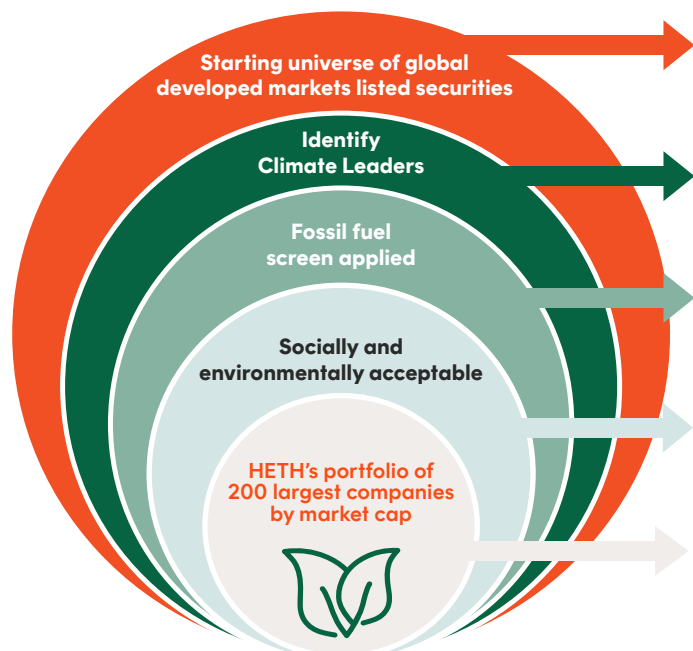 Starting universe of global
developed markets listed securities
Identify
Climate Leaders
Fossil fuel
screen applied
Socially and
environmentally acceptable
HETH's portfolio of
200 largest companies
by market cap